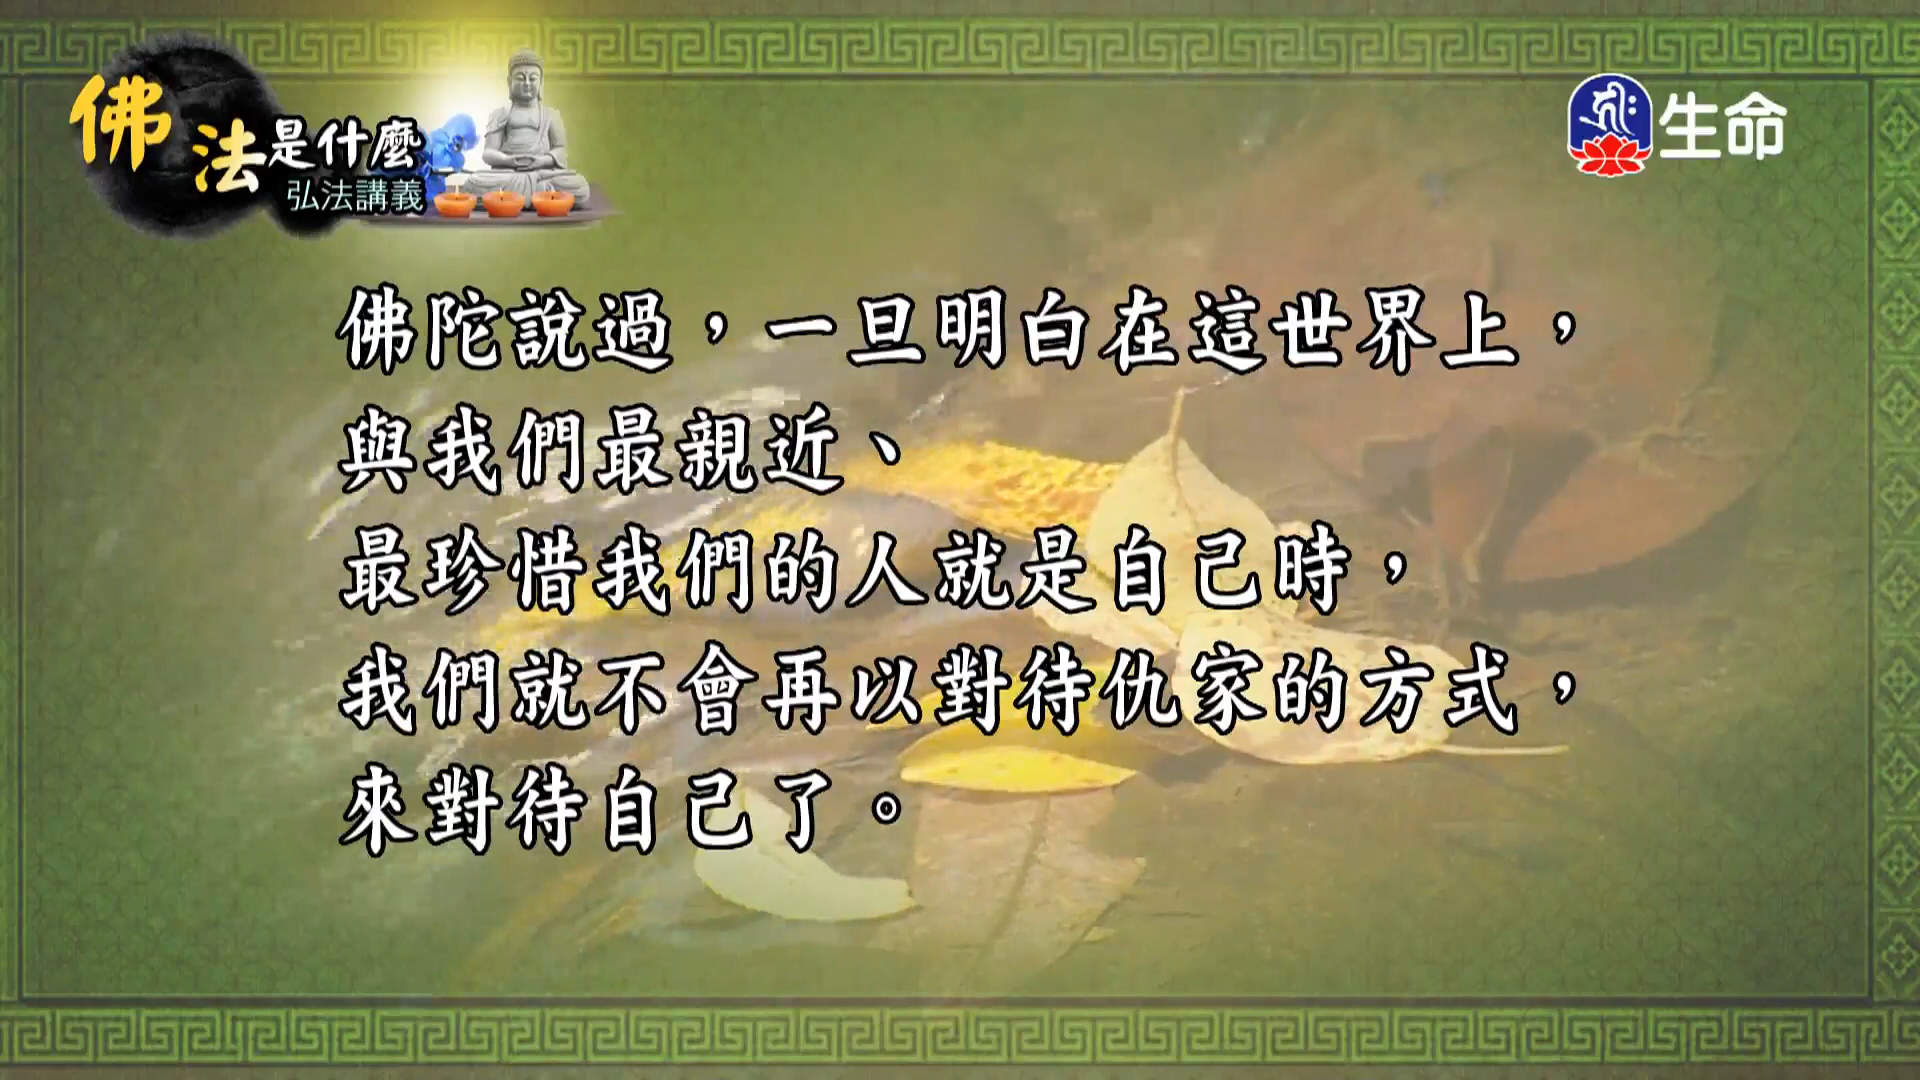 佛法是什麼
弘法講義
生命
佛陀說過，一旦明白在這世界上，
與我們最親近、
最珍惜我們的人就是自己時，
我們就不會再以對待仇家的方式，
來對待自己了。